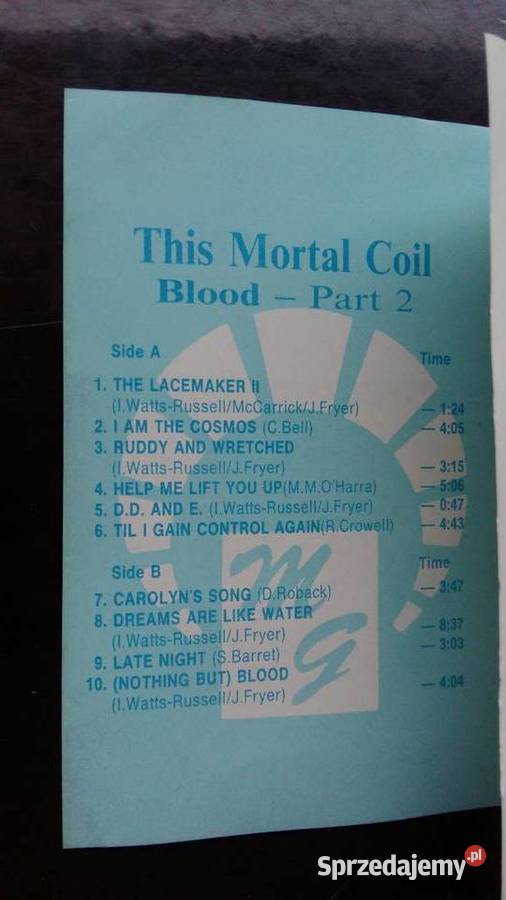 This Mortal Coil
Blood – Part 2
Side A Time
1. THE LACEMAKER II
(I.Watts-Russell/McCarrick/J.Fryer) — 1:24
2. I AM THE COSMOS (C.Bell) — 4:05
3. RUDDY AND WRETCHED
(I.Watts-Russell/J.Fryer) — 3:15
4. HELP ME LIFT YOU UP(M.M.O'Harra) — 5:06
5. D.D. AND E. (I.Watts-Russell/J.Fryer) — 0:47
6. TIL I GAIN CONTROL AGAIN(R.Crowell) — 4:43
Side B Time
7. CAROLYN'S SONG (D.Roback) — 3:47
8. DREAMS ARE LIKE WATER
(I.Watts-Russell/J.Fryer) — 8:37
9. LATE NIGHT (S.Barret) — 3:03
10. (NOTHING BUT) BLOOD
(I.Watts-Russell/J.Fryer) — 4:04
M
G
Sprzedajemy.pl